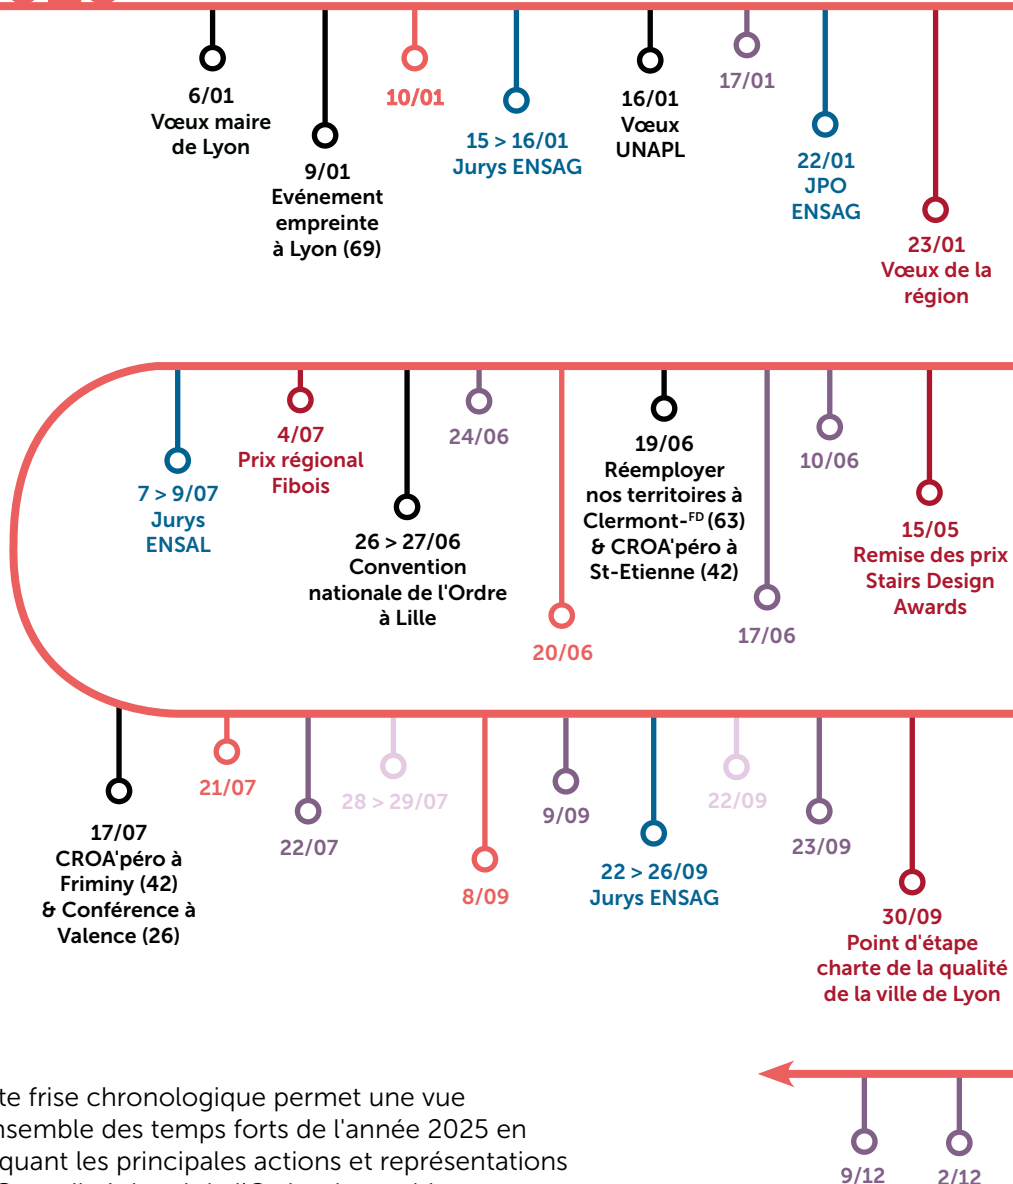 6/01
Vœux maire
de Lyon
9/01
Evénement
empreinte
à Lyon (69)
10/01
15 > 16/01
Jurys ENSAG
16/01
Vœux
UNAPL
17/01
22/01
JPO
ENSAG
23/01
Vœux de la
région
7 > 9/07
Jurys
ENSAL
4/07
Prix régional
Fibois
26 > 27/06
Convention
nationale de l'Ordre
à Lille
24/06
20/06
19/06
Réemployer
nos territoires à
Clermont-FD (63)
& CROA'péro à
St-Etienne (42)
17/06
10/06
15/05
Remise des prix
Stairs Design
Awards
17/07
CROA'péro à
Friminy (42)
& Conférence à
Valence (26)
21/07
22/07
28 > 29/07
8/09
9/09
22 > 26/09
Jurys ENSAG
22/09
23/09
30/09
Point d'étape
charte de la qualité
de la ville de Lyon
te frise chronologique permet une vue
nsemble des temps forts de l'année 2025 en
quant les principales actions et représentations
9/12
2/12